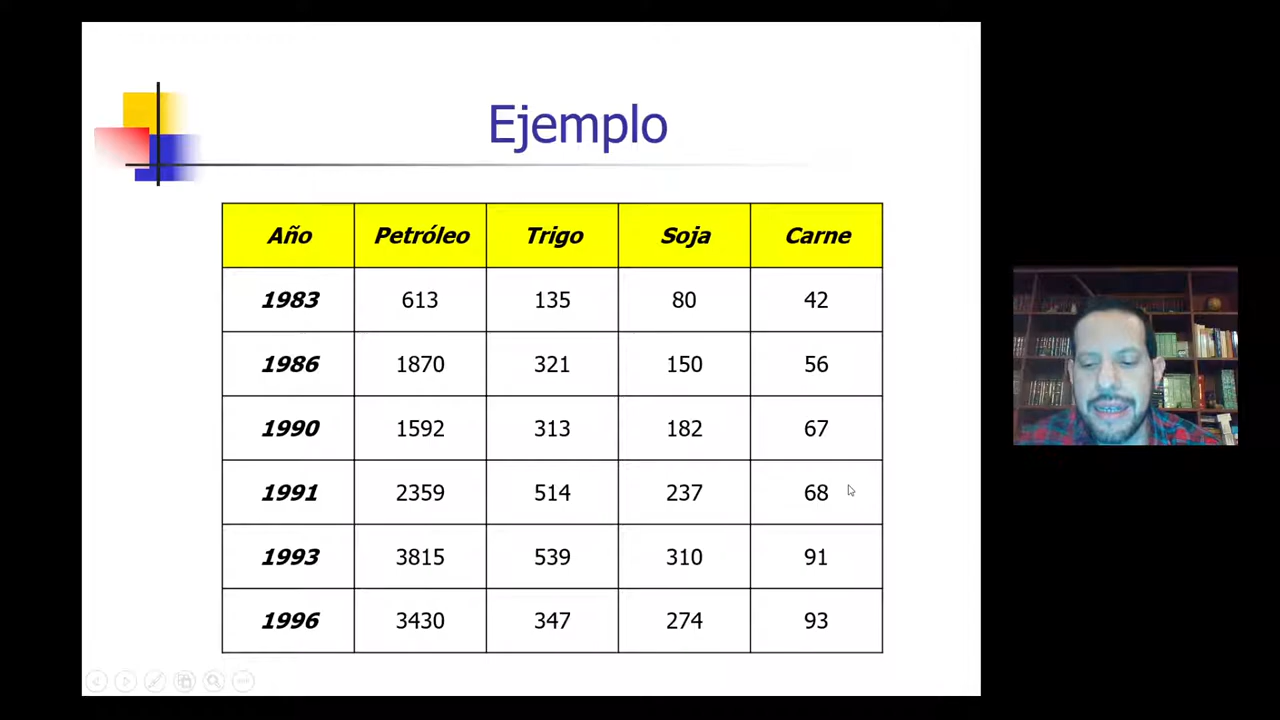 Ejemplo
Año Petróleo Trigo Soja Carne
1983 613 135 80 42
1986 1870 321 150 56
1990 1592 313 182 67
1991 2359 514 237 68
1993 3815 539 310 91
1996 3430 347 274 93